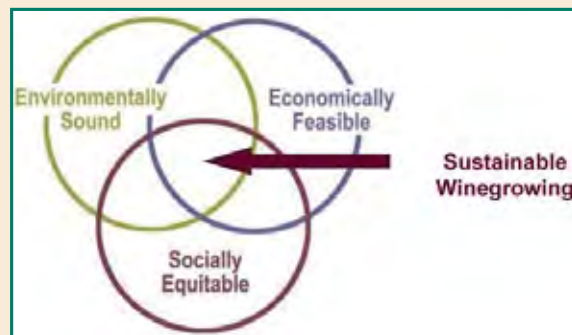 Environmentally
Sound
Economically
Feasible
Sustainable
Winegrowing
Socially
Equitable